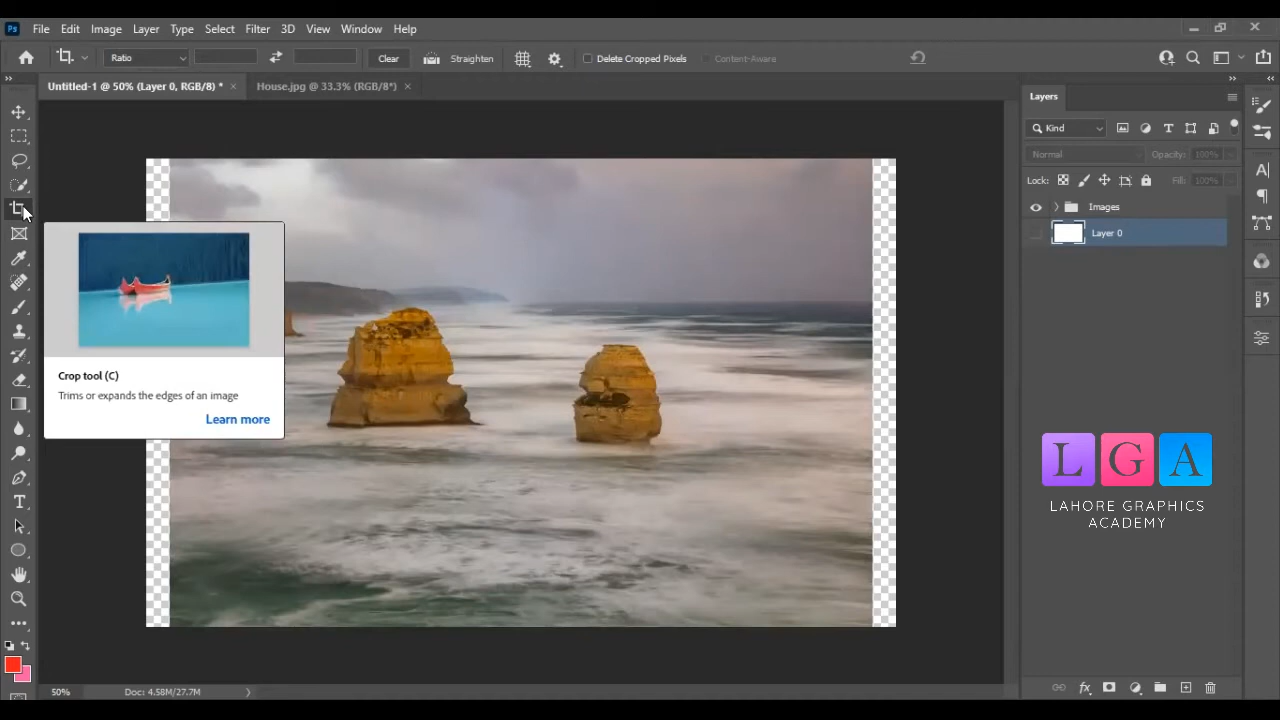 Ps File Edit Image Layer Type Select Filter 3D View Window Help
Ratio Clear Straighten Delete Cropped Pixels Content-Aware
Untitled-1 @ 50% (Layer 0, RGB/8) * × House.jpg @ 33.3% (RGB/8*) ×
Layers
Kind
Normal Opacity: 100%
Lock: Fill: 100%
Images
Layer 0
Crop tool (C)
Trims or expands the edges of an image
Learn more
L G A
LAHORE GRAPHICS
ACADEMY
50% Doc: 4.58M/27.7M